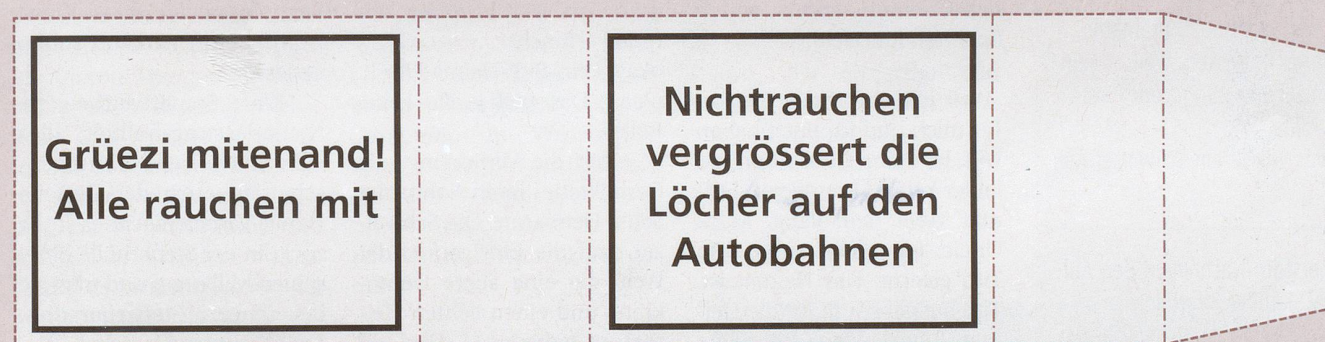 Grüezi mitenand!
Alle rauchen mit
Nichtrauchen
vergrössert die
Löcher auf den
Autobahnen